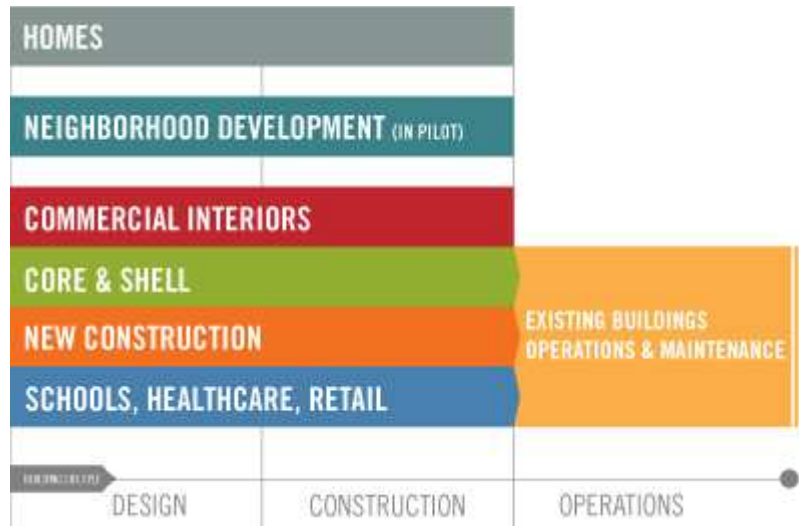 HOMES
NEIGHBORHOOD DEVELOPMENT (IN PILOT)
COMMERCIAL INTERIORS
CORE & SHELL
NEW CONSTRUCTION
SCHOOLS, HEALTHCARE, RETAIL
EXISTING BUILDINGS
OPERATIONS & MAINTENANCE
DESIGN
CONSTRUCTION
OPERATIONS